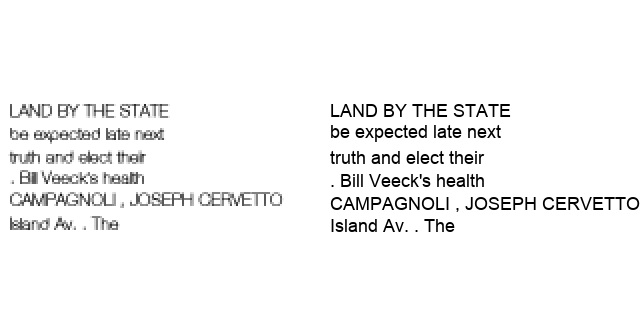 LAND BY THE STATE
be expected late next
truth and elect their
. Bill Veeck's health
CAMPAGNOLI , JOSEPH CERVETTO
Island Av. . The
LAND BY THE STATE
be expected late next
truth and elect their
. Bill Veeck's health
CAMPAGNOLI , JOSEPH CERVETTO
Island Av. . The